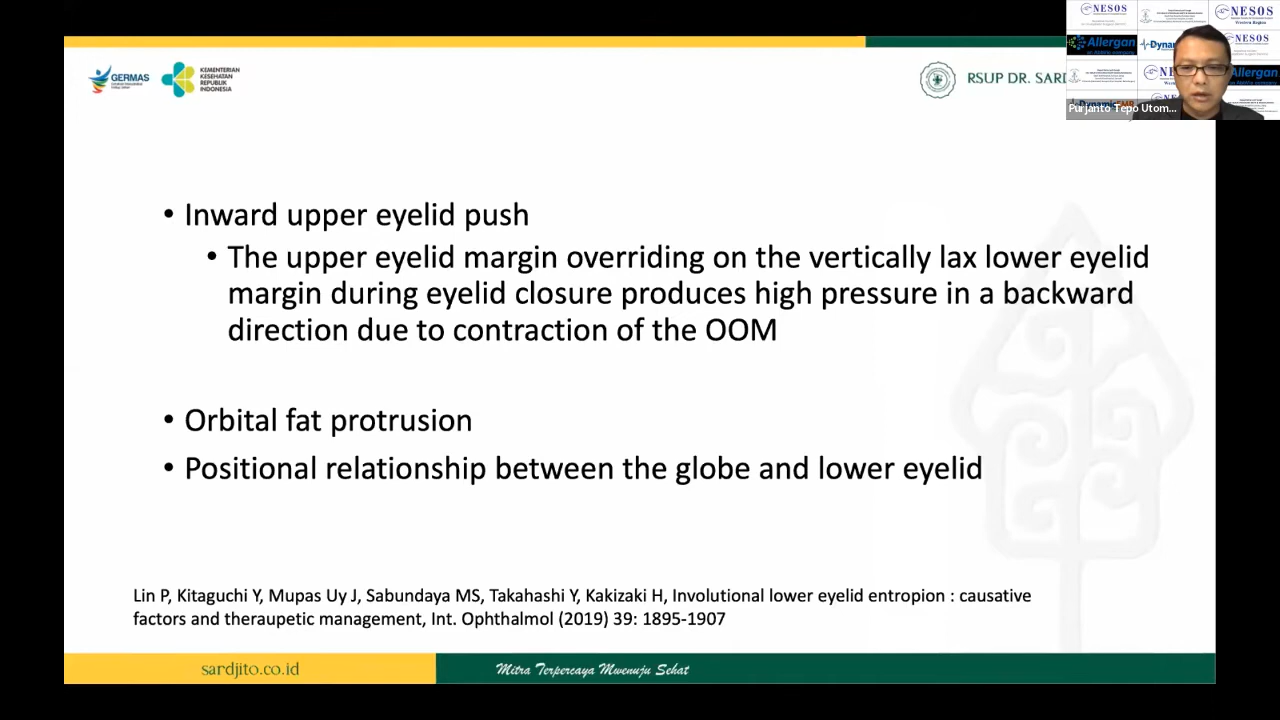 GERMAS
KEMENTERIAN
KESEHATAN
REPUBLIK
INDONESIA
RSUP DR.
NESOS
NESOS
Western Region
Allergan
NESOS
Allergan
Purjanto Tepo Utom...
• Inward upper eyelid push
• The upper eyelid margin overriding on the vertically lax lower eyelid
margin during eyelid closure produces high pressure in a backward
direction due to contraction of the OOM
• Orbital fat protrusion
• Positional relationship between the globe and lower eyelid
Lin P, Kitaguchi Y, Mupas Uy J, Sabundaya MS, Takahashi Y, Kakizaki H, Involutional lower eyelid entropion : causative
factors and theraupetic management, Int. Ophthalmol (2019) 39: 1895-1907
sardjito.co.id
Mitra Terpercaya Mwenuju Sehat